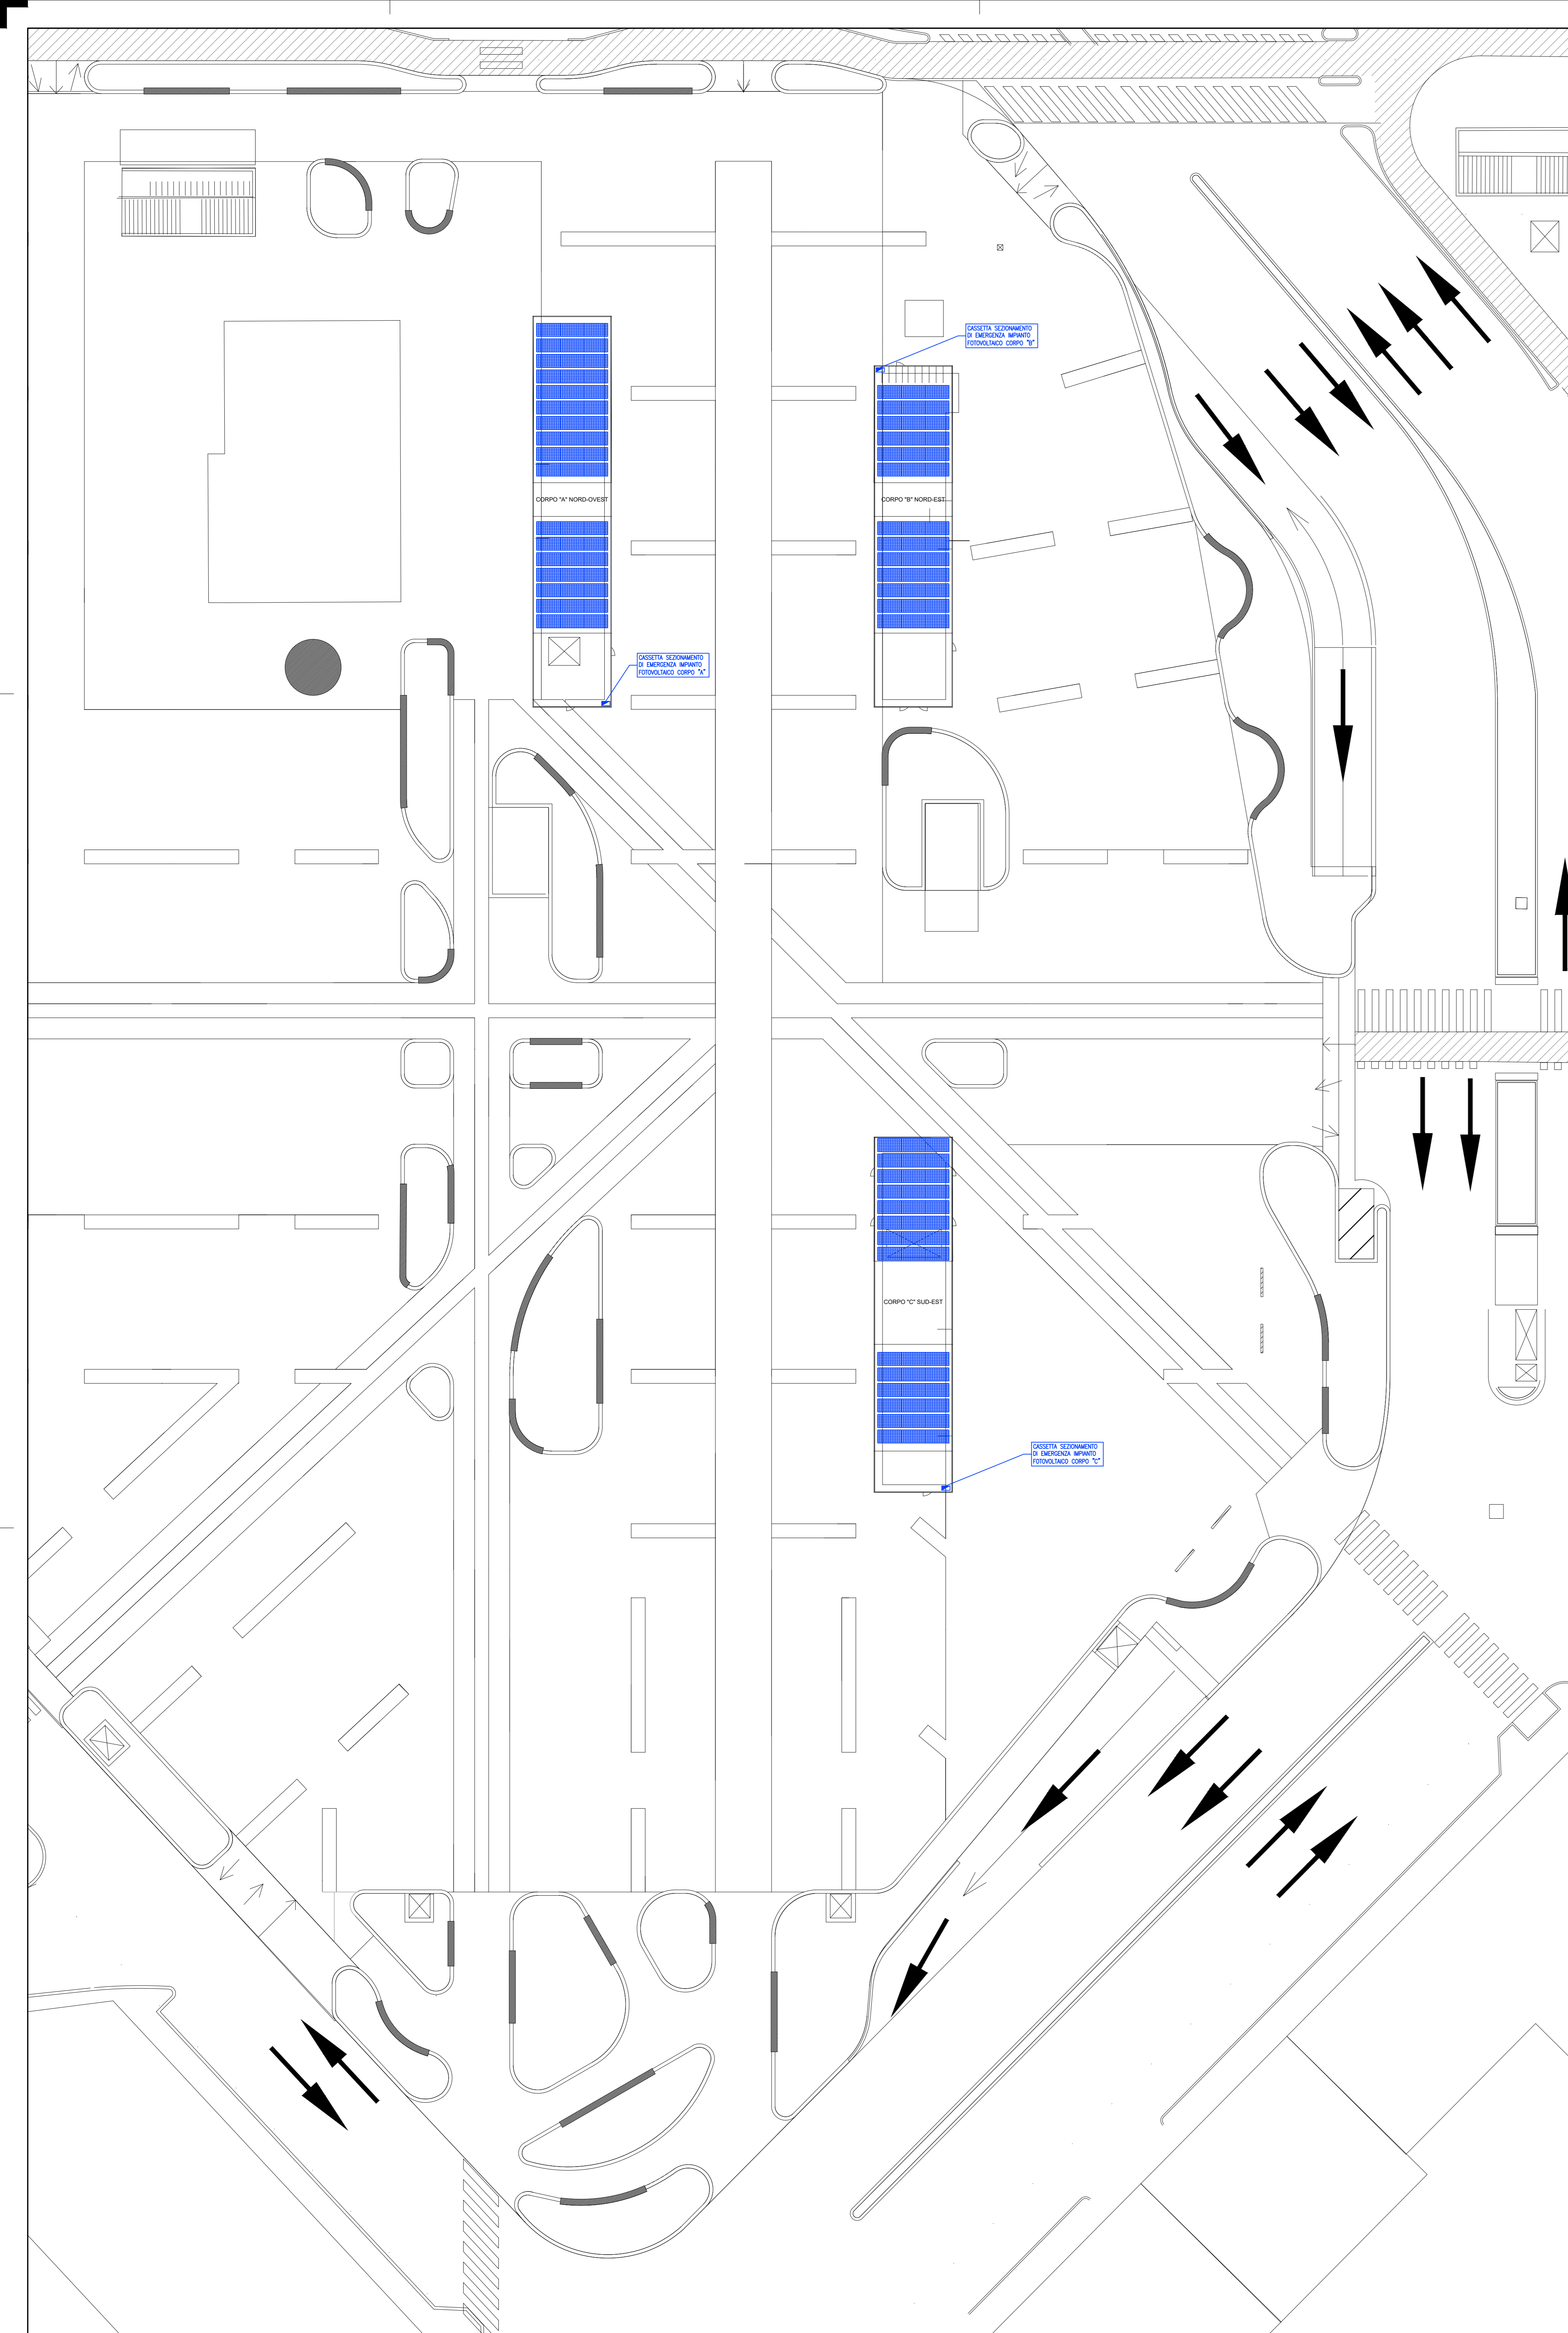 CASSETTA SEZIONAMENTO
DI EMERGENZA IMPIANTO
FOTOVOLTAICO CORPO "B"
CORPO "A" NORD-OVEST
CORPO "B" NORD-EST
CASSETTA SEZIONAMENTO
DI EMERGENZA IMPIANTO
FOTOVOLTAICO CORPO "A"
CORPO "C" SUD-EST
CASSETTA SEZIONAMENTO
DI EMERGENZA IMPIANTO
FOTOVOLTAICO CORPO "C"